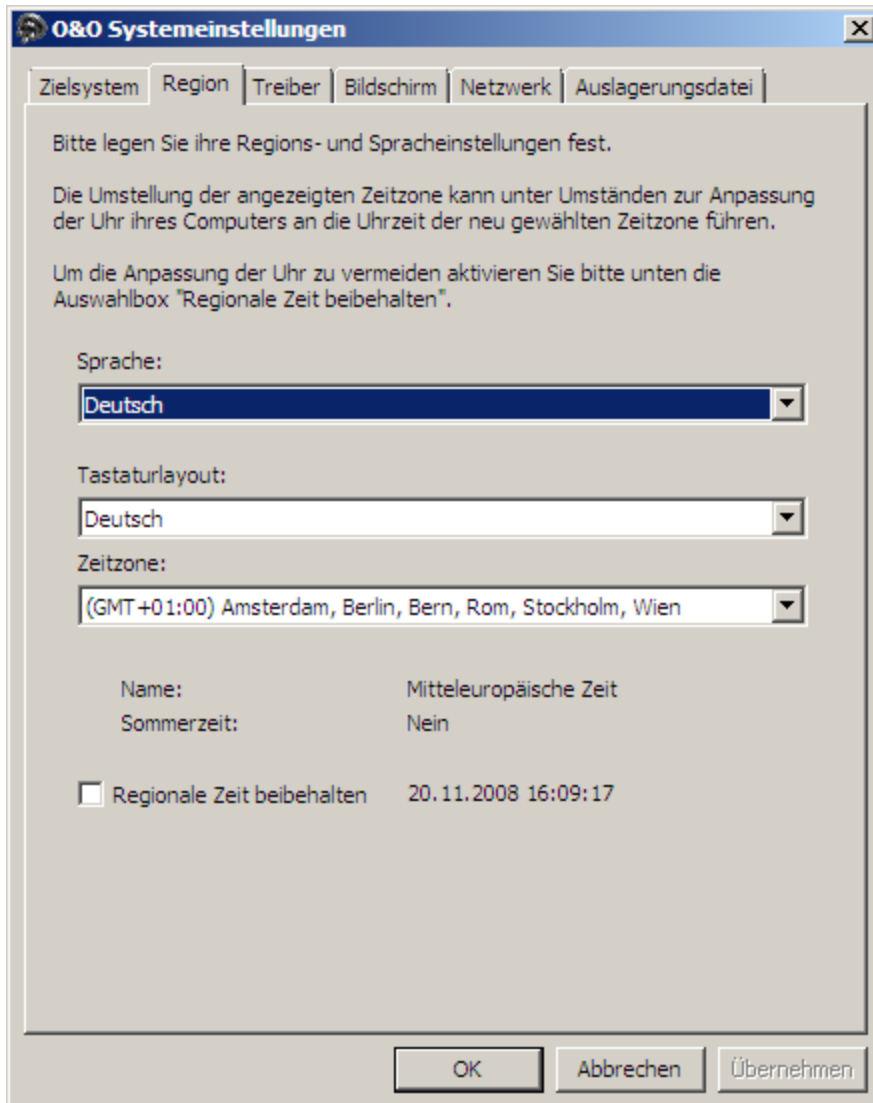 O&O Systemeinstellungen
Zielsystem Region Treiber Bildschirm Netzwerk Auslagerungsdatei
Bitte legen Sie ihre Regions- und Spracheinstellungen fest.
Die Umstellung der angezeigten Zeitzone kann unter Umständen zur Anpassung
der Uhr ihres Computers an die Uhrzeit der neu gewählten Zeitzone führen.
Um die Anpassung der Uhr zu vermeiden aktivieren Sie bitte unten die
Auswahlbox "Regionale Zeit beibehalten".
Sprache:
Deutsch
Tastaturlayout:
Deutsch
Zeitzone:
(GMT+01:00) Amsterdam, Berlin, Bern, Rom, Stockholm, Wien
Name: Mitteleuropäische Zeit
Sommerzeit: Nein
Regionale Zeit beibehalten 20.11.2008 16:09:17
OK Abbrechen Übernehmen